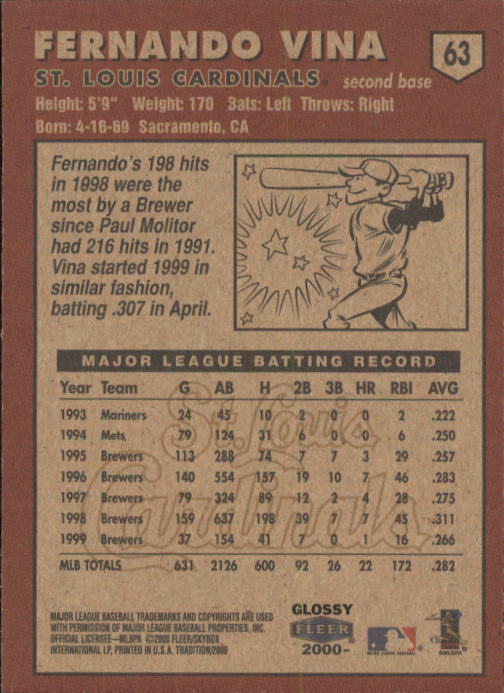 FERNANDO VINA
63
ST. LOUIS CARDINALS® second base
Height: 5'9" Weight: 170 Bats: Left Throws: Right
Born: 4-16-69 Sacramento, CA
Fernando's 198 hits
in 1998 were the
most by a Brewer
since Paul Molitor
had 216 hits in 1991.
Vina started 1999 in
similar fashion,
batting .307 in April.
MAJOR LEAGUE BATTING RECORD
Year Team G AB H 2B 3B HR RBI AVG
1993 Mariners 24 45 10 2 0 0 2 .222
1994 Mets 79 124 31 6 0 0 6 .250
1995 Brewers 113 288 74 7 7 3 29 .257
1996 Brewers 140 554 157 19 10 7 46 .283
1997 Brewers 79 324 89 12 2 4 28 .275
1998 Brewers 159 637 198 39 7 7 45 .311
1999 Brewers 37 154 41 7 0 1 16 .266
MLB TOTALS 631 2126 600 92 26 22 172 .282
St. Louis
Cardinals
MAJOR LEAGUE BASEBALL TRADEMARKS AND COPYRIGHTS ARE USED
WITH PERMISSION OF MAJOR LEAGUE BASEBALL PROPERTIES, INC.
OFFICIAL LICENSEE—MLBPA ©2000 FLEER/SKYBOX
INTERNATIONAL LP, PRINTED IN U.S.A. TRADITION/2000
GLOSSY
FLEER
2000-
MAJOR LEAGUE BASEBALL